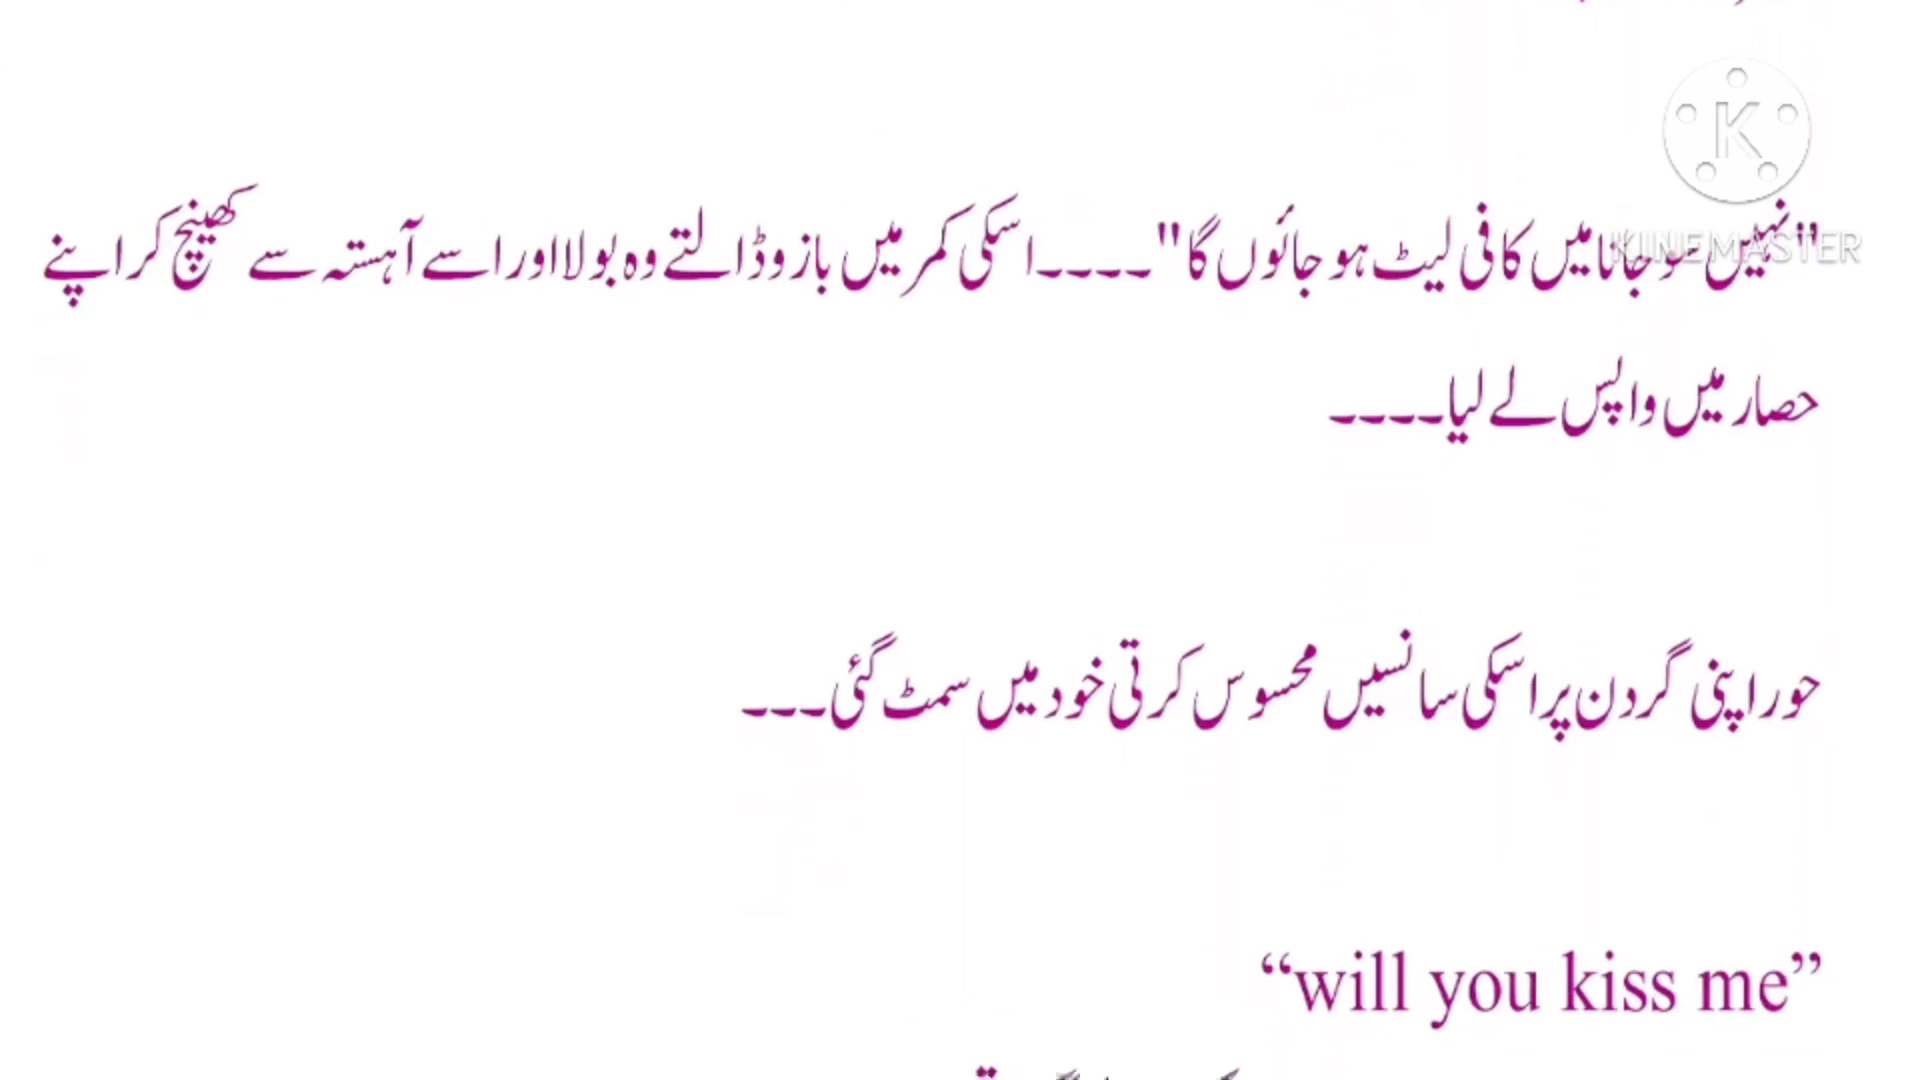 KINEMASTER
"نہیں سو جانا میں کافی لیٹ ہو جائوں گا"۔۔۔۔اسکی کمر میں بازو ڈالتے وہ بولا اور اسے آہستہ سے کھینچ کر اپنے
حصار میں واپس لے لیا۔۔۔۔
حور اپنی گردن پر اسکی سانسیں محسوس کرتی خود میں سمٹ گئی۔۔۔
“will you kiss me”